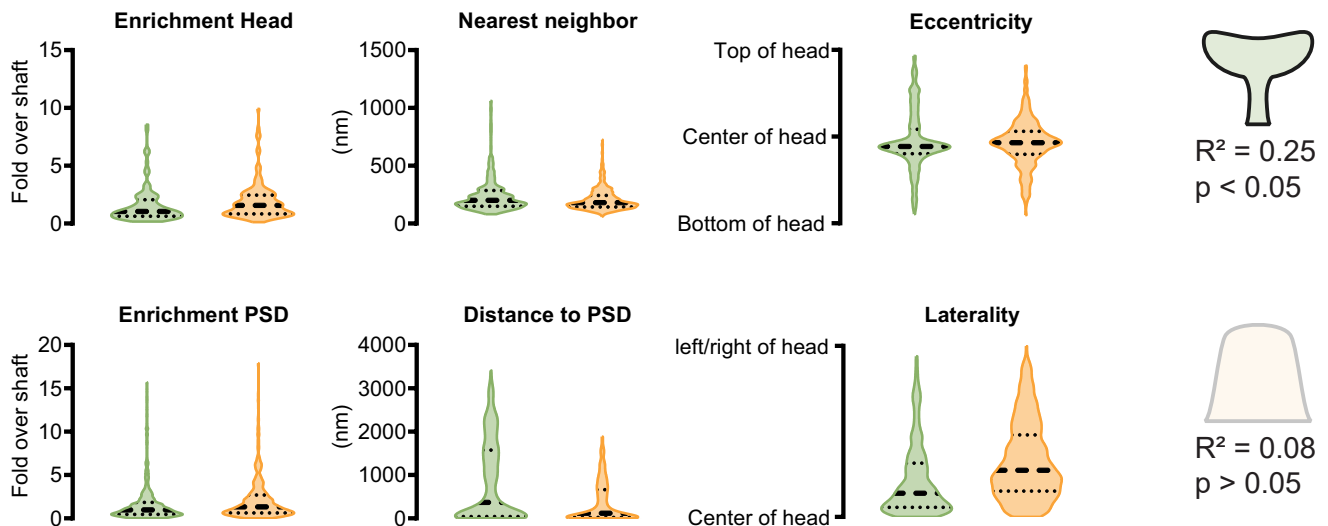 Enrichment Head
Fold over shaft
15
10
5
0
Nearest neighbor
(nm)
1500
1000
500
0
Eccentricity
Top of head
Center of head
Bottom of head
R² = 0.25
p < 0.05
Enrichment PSD
Fold over shaft
20
15
10
5
0
Distance to PSD
(nm)
4000
3000
2000
1000
0
Laterality
left/right of head
Center of head
R² = 0.08
p > 0.05